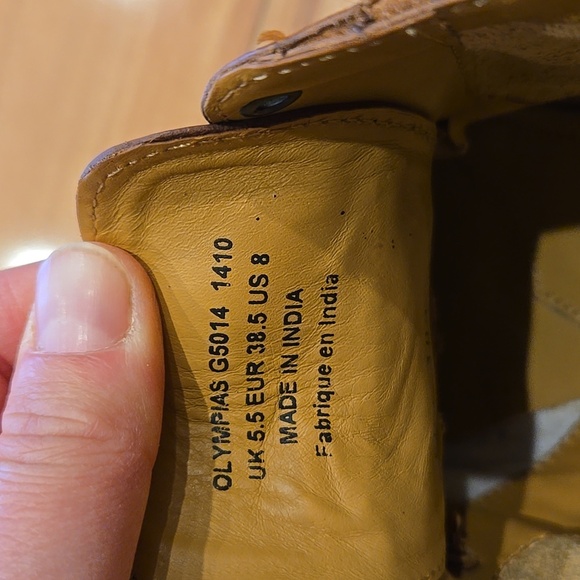 OLYMPIAS G5014 1410
UK 5.5 EUR 38.5 US 8
MADE IN INDIA
Fabrique en India